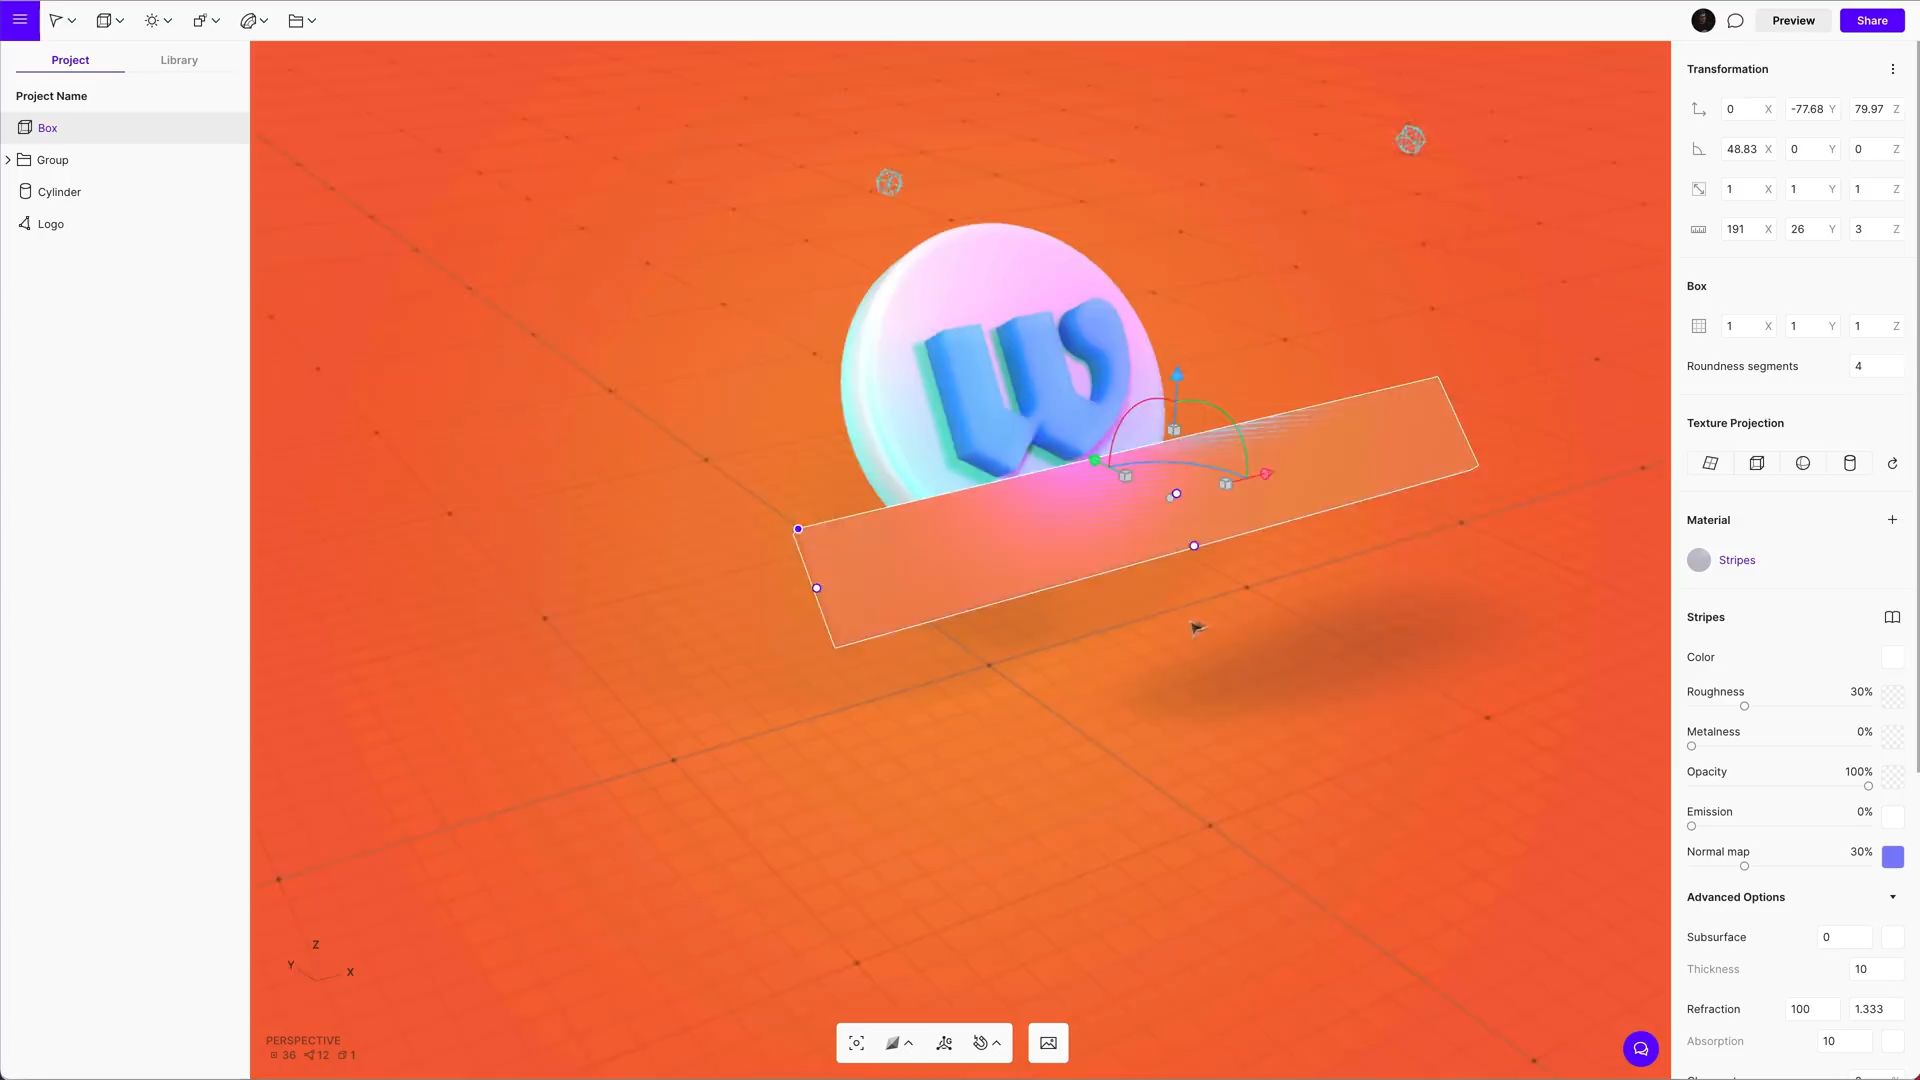 Preview
Share
Project
Library
Project Name
Box
Group
Cylinder
Logo
Transformation
0 X -77.68 Y 79.97 Z
48.83 X 0 Y 0 Z
1 X 1 Y 1 Z
191 X 26 Y 3 Z
Box
1 X 1 Y 1 Z
Roundness segments 4
Texture Projection
Material
Stripes
Stripes
Color
Roughness 30%
Metalness 0%
Opacity 100%
Emission 0%
Normal map 30%
Advanced Options
Subsurface 0
Thickness 10
Refraction 100 1.333
Absorption 10
W
Z
Y X
PERSPECTIVE
36 12 1